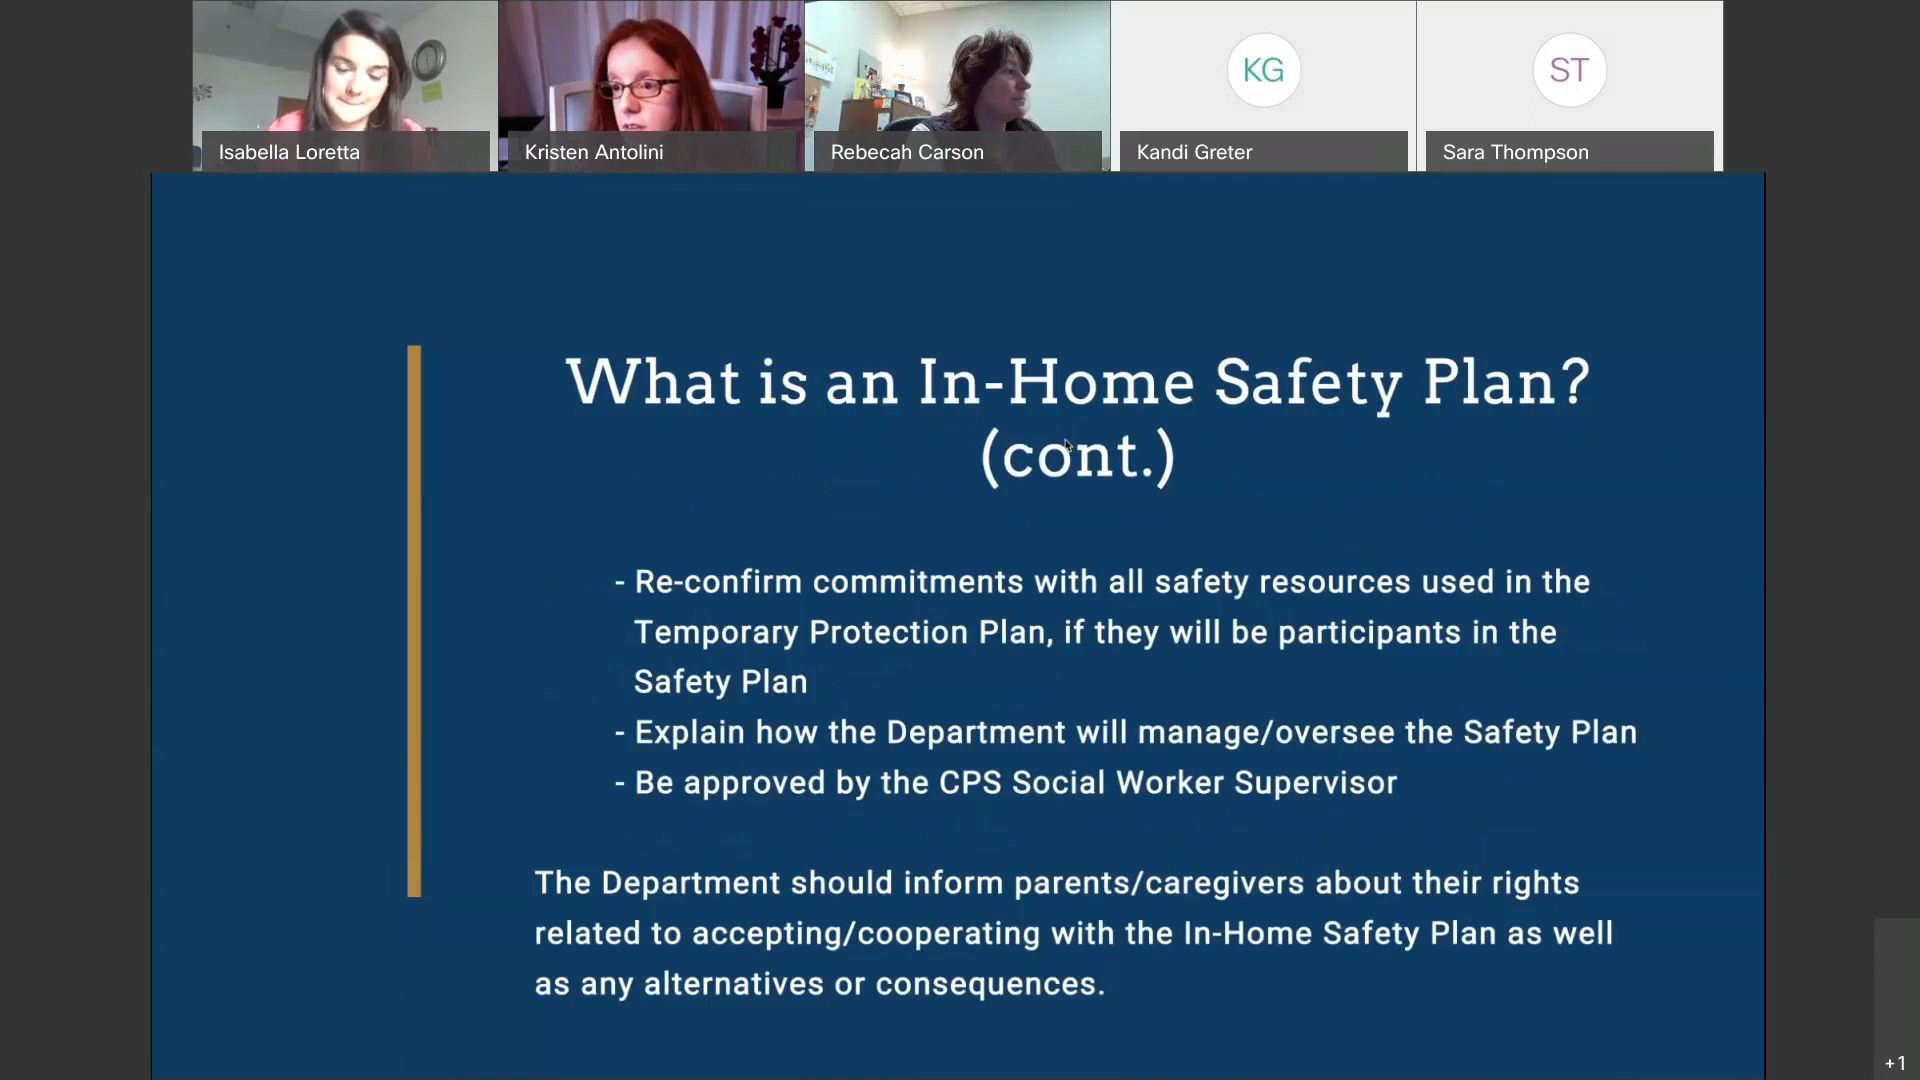 Isabella Loretta
Kristen Antolini
Rebecah Carson
KG
Kandi Greter
ST
Sara Thompson
What is an In-Home Safety Plan?
(cont.)
- Re-confirm commitments with all safety resources used in the
Temporary Protection Plan, if they will be participants in the
Safety Plan
- Explain how the Department will manage/oversee the Safety Plan
- Be approved by the CPS Social Worker Supervisor
The Department should inform parents/caregivers about their rights
related to accepting/cooperating with the In-Home Safety Plan as well
as any alternatives or consequences.
+1